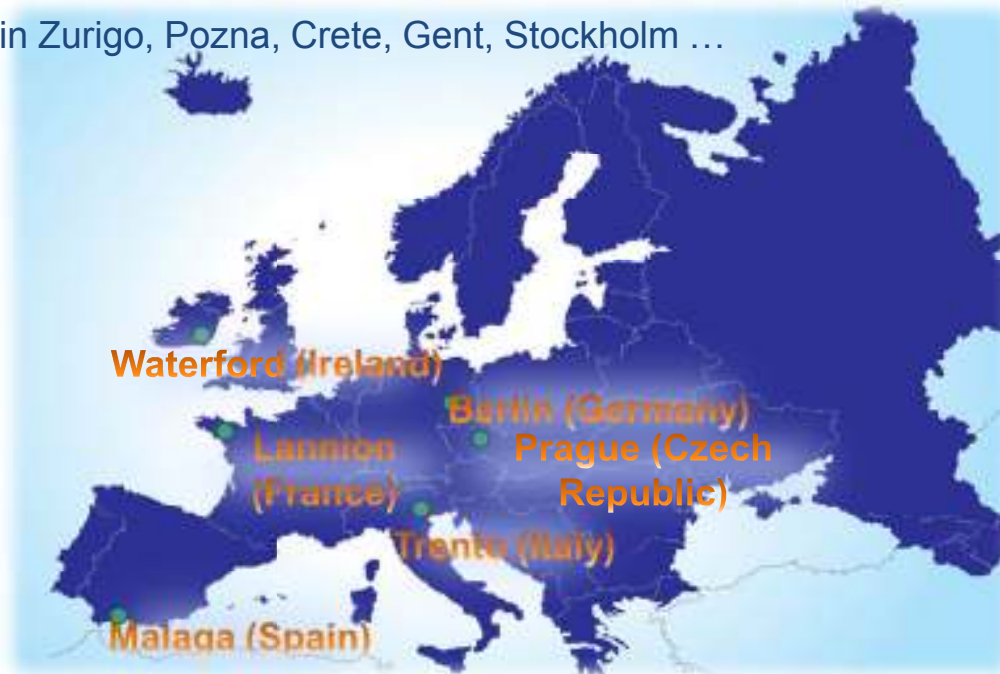 in Zurigo, Pozna, Crete, Gent, Stockholm …
Waterford (Ireland)
Berlin (Germany)
Lannion
(France)
Prague (Czech
Republic)
Trento (Italy)
Malaga (Spain)